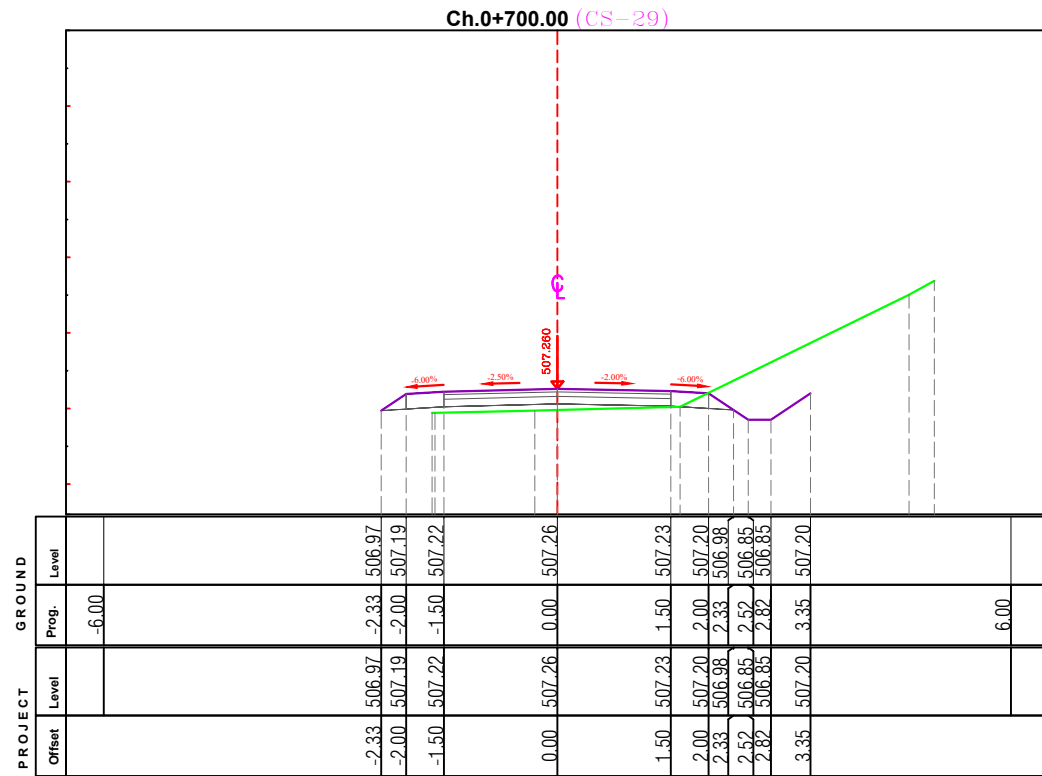 Ch.0+700.00 (CS-29)
℄
507.260
-6.00% -2.50% -2.00% -6.00%
GROUND
Level 506.97 507.19 507.22 507.26 507.23 507.20 506.98 506.85 506.85 507.20
Prog. -6.00 -2.33 -2.00 -1.50 0.00 1.50 2.00 2.33 2.52 2.82 3.35 6.00
PROJECT
Level 506.97 507.19 507.22 507.26 507.23 507.20 506.98 506.85 506.85 507.20
Offset -2.33 -2.00 -1.50 0.00 1.50 2.00 2.33 2.52 2.82 3.35